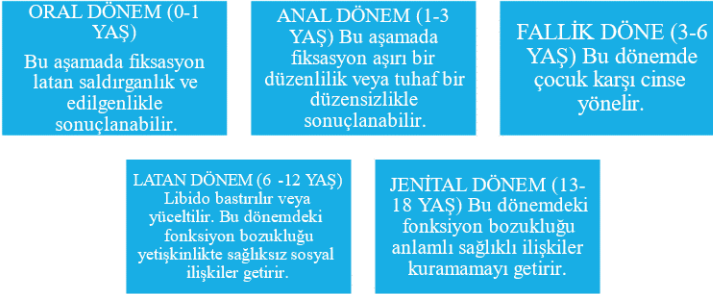 ORAL DÖNEM (0-1
YAŞ)
Bu aşamada fiksasyon
latan saldırganlık ve
edilgenlikle
sonuçlanabilir.
ANAL DÖNEM (1-3
YAŞ) Bu aşamada
fiksasyon aşırı bir
düzenlilik veya tuhaf bir
düzensizlikle
sonuçlanabilir.
FALLİK DÖNE (3-6
YAŞ) Bu dönemde
çocuk karşı cinse
yönelir.
LATAN DÖNEM (6 -12 YAŞ)
Libido bastırılır veya
yüceltilir. Bu dönemdeki
fonksiyon bozukluğu
yetişkinlikte sağlıksız sosyal
ilişkiler getirir.
JENİTAL DÖNEM (13-
18 YAŞ) Bu dönemdeki
fonksiyon bozukluğu
anlamlı sağlıklı ilişkiler
kuramamayı getirir.